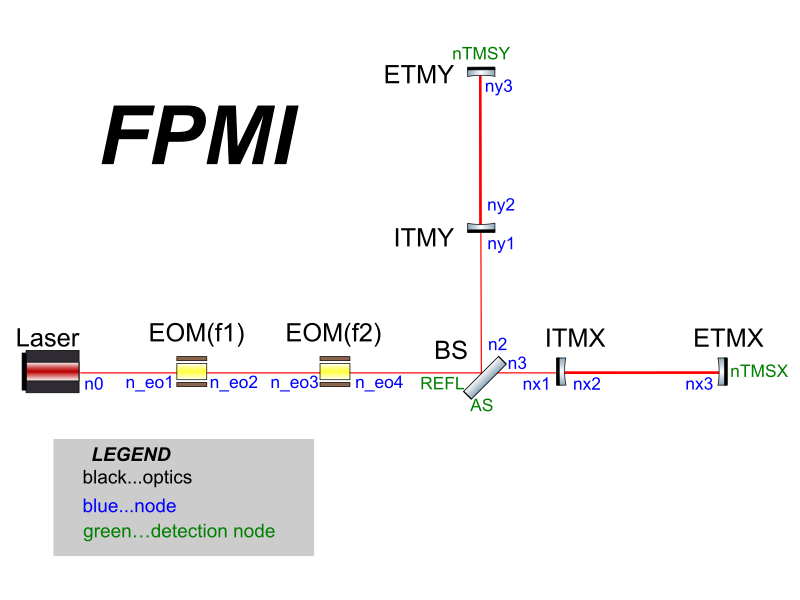 nTMSY
ETMY
ny3
FPMI
ny2
ITMY
ny1
Laser
EOM(f1)
EOM(f2)
BS
n2
ITMX
ETMX
n3
n0
n_eo1
n_eo2
n_eo3
n_eo4
REFL
nx1
nx2
nx3
nTMSX
AS
LEGEND
black...optics
blue...node
green…detection node